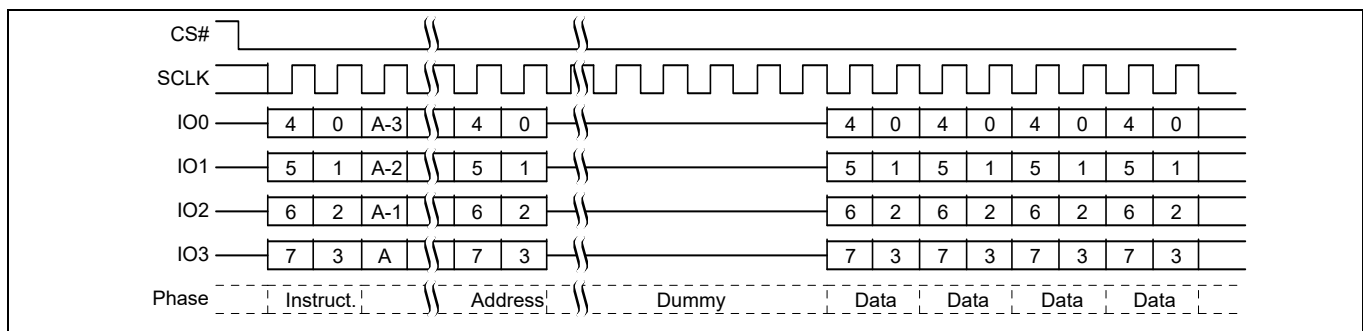 CS#
SCLK
IO0 4 0 A-3 4 0 4 0 4 0 4 0 4 0
IO1 5 1 A-2 5 1 5 1 5 1 5 1 5 1
IO2 6 2 A-1 6 2 6 2 6 2 6 2 6 2
IO3 7 3 A 7 3 7 3 7 3 7 3 7 3
Phase Instruct. Address Dummy Data Data Data Data